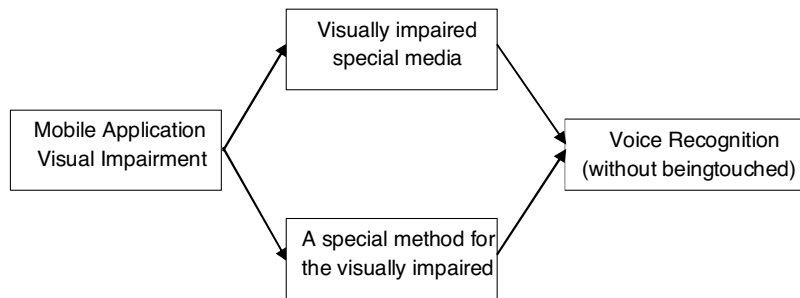 Visually impaired
special media
Mobile Application
Visual Impairment
Voice Recognition
(without beingtouched)
A special method for
the visually impaired